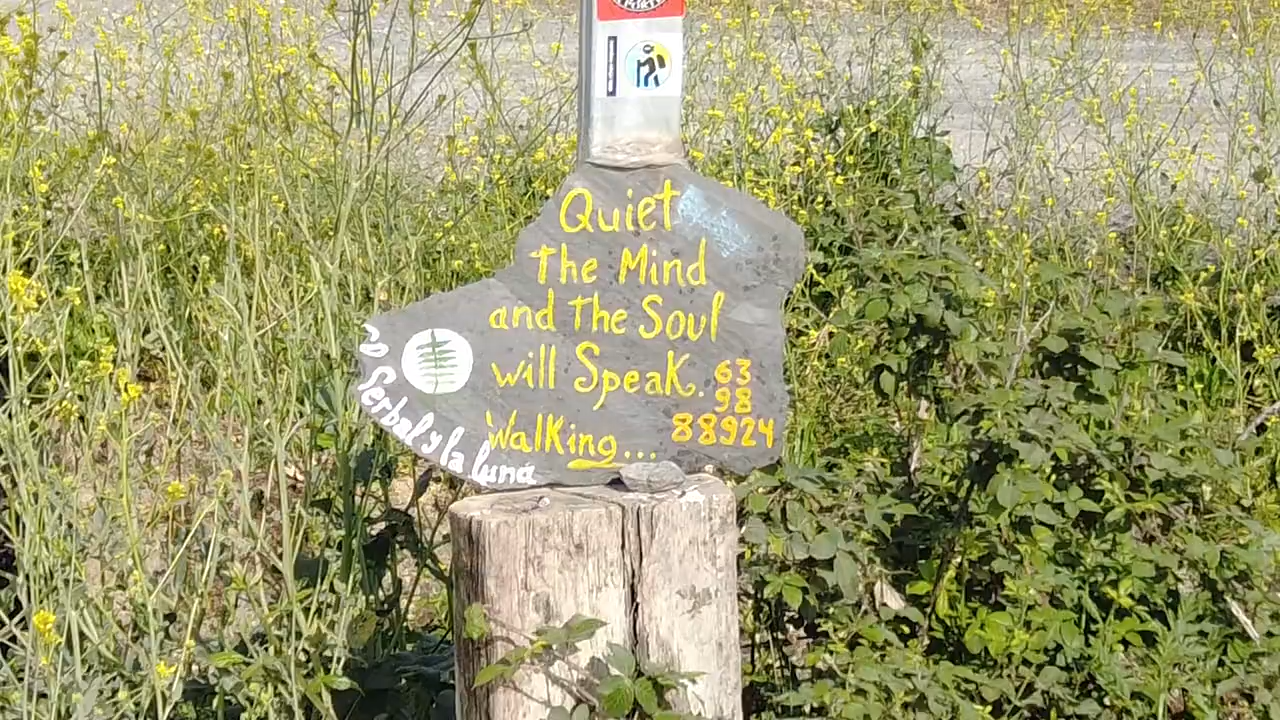 Quiet
The Mind
and The Soul
will Speak.
Walking...
63
98
88924
Serbal y la luna